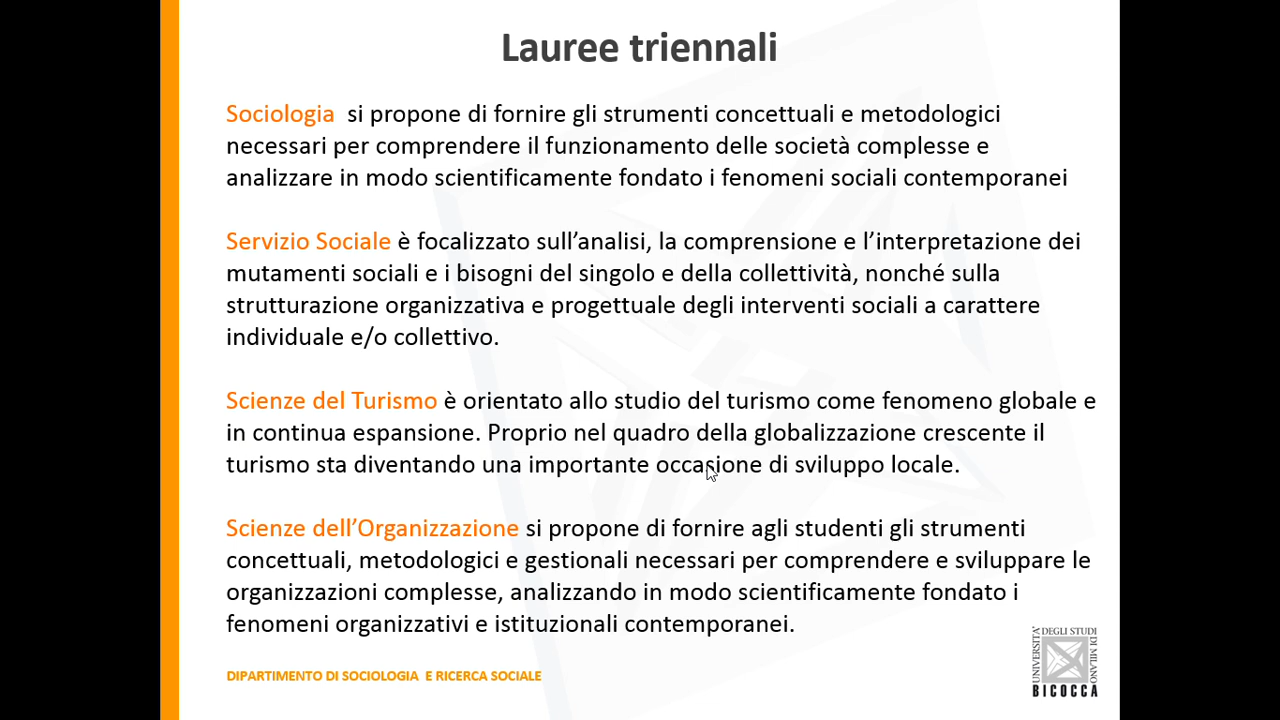 Lauree triennali
Sociologia si propone di fornire gli strumenti concettuali e metodologici
necessari per comprendere il funzionamento delle società complesse e
analizzare in modo scientificamente fondato i fenomeni sociali contemporanei
Servizio Sociale è focalizzato sull’analisi, la comprensione e l’interpretazione dei
mutamenti sociali e i bisogni del singolo e della collettività, nonché sulla
strutturazione organizzativa e progettuale degli interventi sociali a carattere
individuale e/o collettivo.
Scienze del Turismo è orientato allo studio del turismo come fenomeno globale e
in continua espansione. Proprio nel quadro della globalizzazione crescente il
turismo sta diventando una importante occasione di sviluppo locale.
Scienze dell’Organizzazione si propone di fornire agli studenti gli strumenti
concettuali, metodologici e gestionali necessari per comprendere e sviluppare le
organizzazioni complesse, analizzando in modo scientificamente fondato i
fenomeni organizzativi e istituzionali contemporanei.
DIPARTIMENTO DI SOCIOLOGIA E RICERCA SOCIALE
UNIVERSITA'
DEGLI STUDI
DI MILANO
BICOCCA